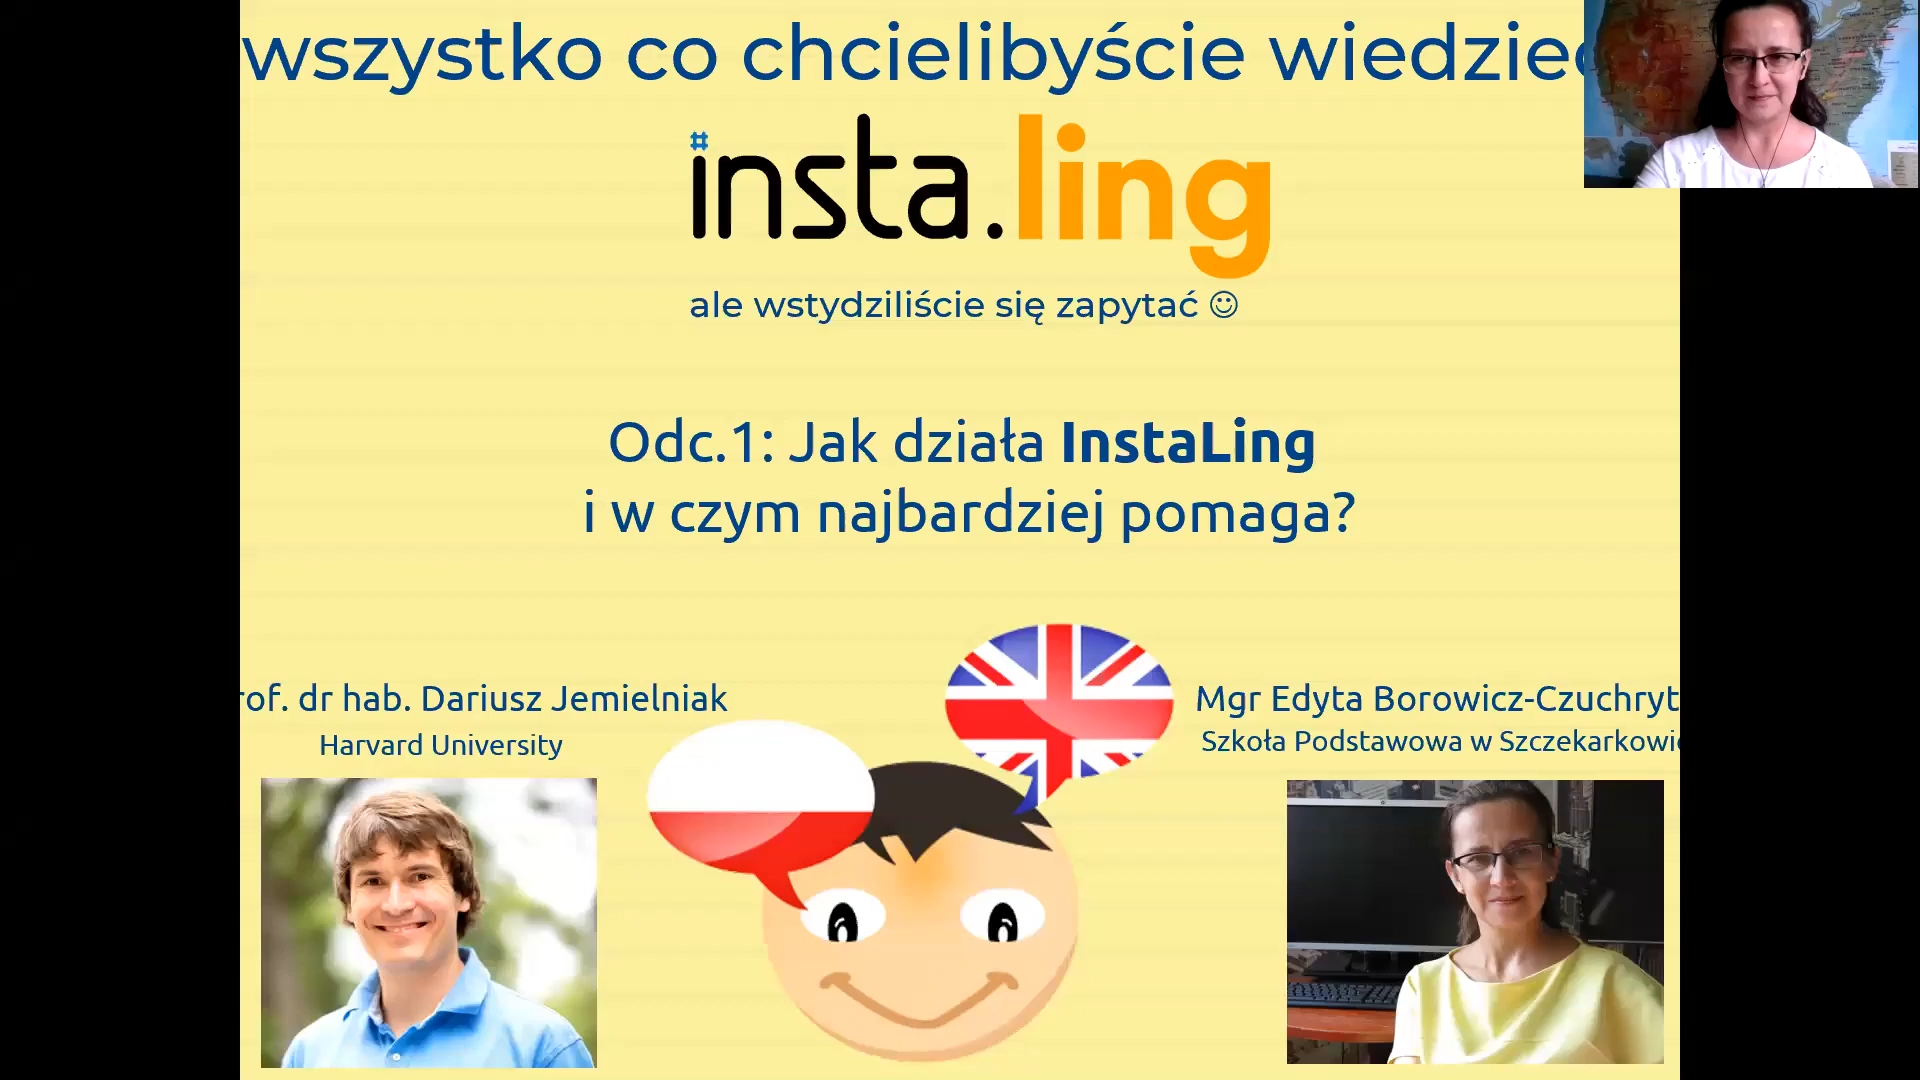 wszystko co chcielibyście wiedzieć
insta.ling
ale wstydziliście się zapytać ☺
Odc.1: Jak działa InstaLing
i w czym najbardziej pomaga?
rof. dr hab. Dariusz Jemielniak
Harvard University
Mgr Edyta Borowicz-Czuchryt
Szkoła Podstawowa w Szczekarkowi